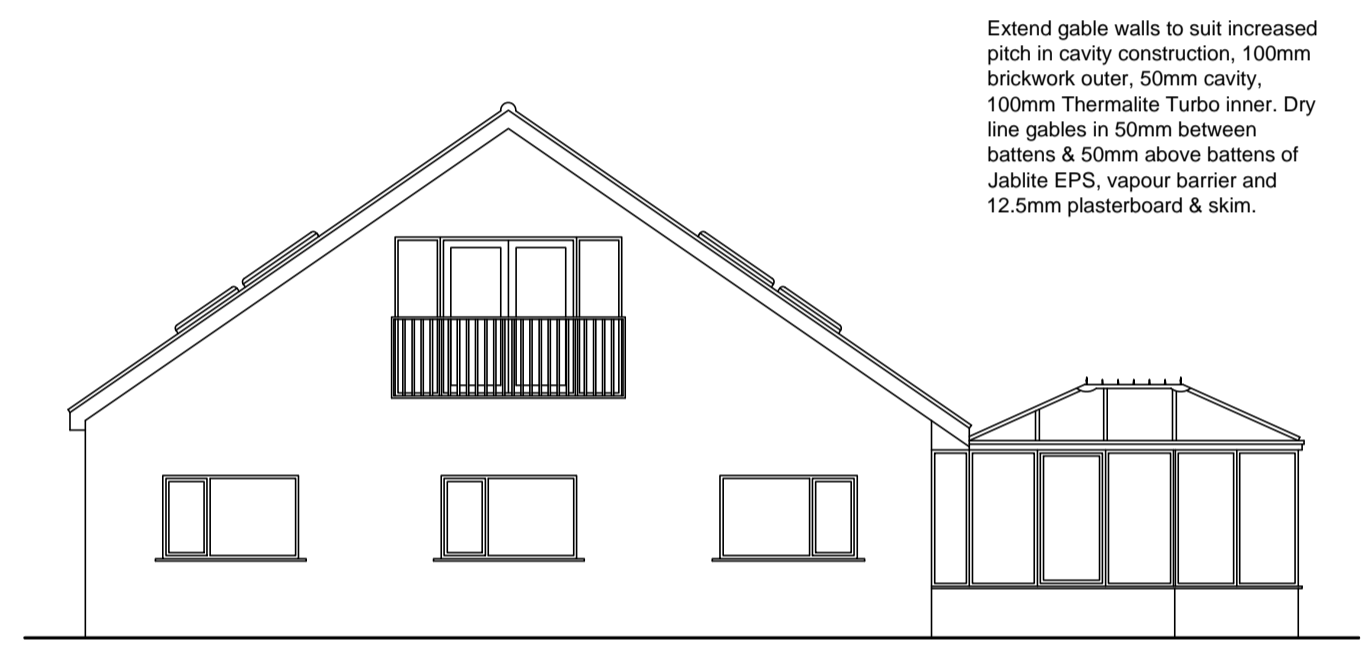 Extend gable walls to suit increased
pitch in cavity construction, 100mm
brickwork outer, 50mm cavity,
100mm Thermalite Turbo inner. Dry
line gables in 50mm between
battens & 50mm above battens of
Jablite EPS, vapour barrier and
12.5mm plasterboard & skim.